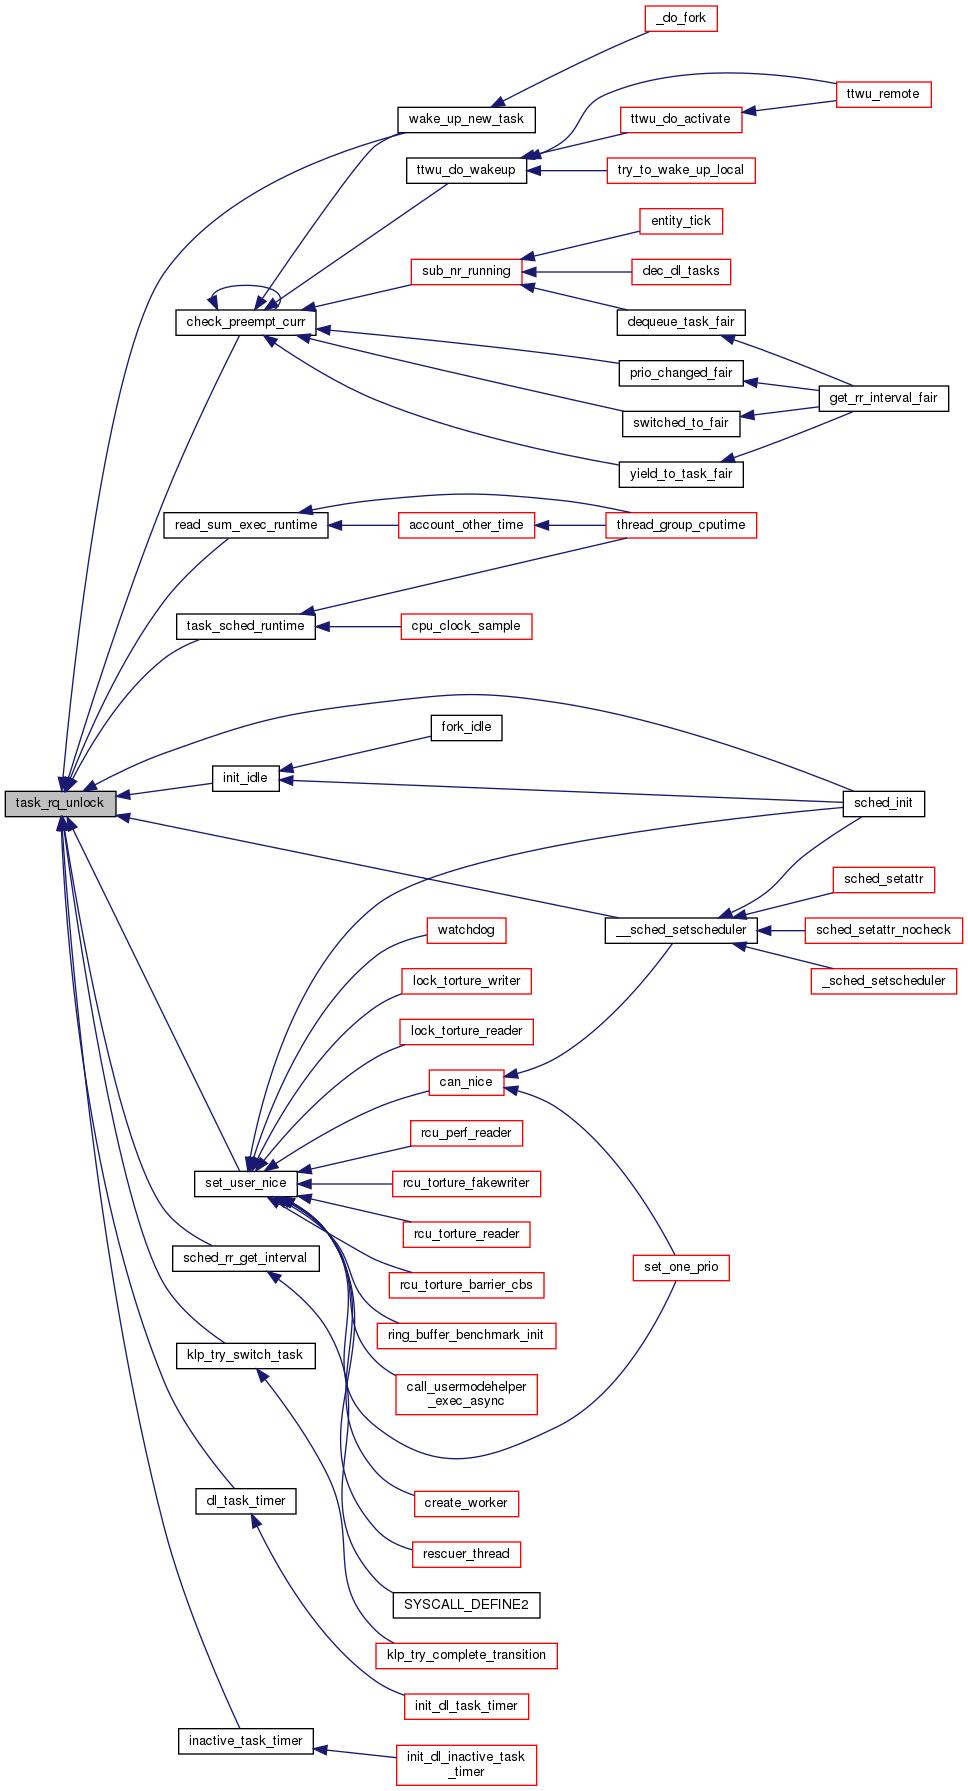 _do_fork
ttwu_remote
wake_up_new_task
ttwu_do_activate
ttwu_do_wakeup
try_to_wake_up_local
entity_tick
sub_nr_running
dec_dl_tasks
check_preempt_curr
dequeue_task_fair
prio_changed_fair
get_rr_interval_fair
switched_to_fair
yield_to_task_fair
read_sum_exec_runtime
account_other_time
thread_group_cputime
task_sched_runtime
cpu_clock_sample
fork_idle
init_idle
task_rq_unlock
sched_init
sched_setattr
watchdog
__sched_setscheduler
sched_setattr_nocheck
lock_torture_writer
_sched_setscheduler
lock_torture_reader
can_nice
rcu_perf_reader
set_user_nice
rcu_torture_fakewriter
rcu_torture_reader
sched_rr_get_interval
set_one_prio
rcu_torture_barrier_cbs
ring_buffer_benchmark_init
klp_try_switch_task
call_usermodehelper
_exec_async
dl_task_timer
create_worker
rescuer_thread
SYSCALL_DEFINE2
klp_try_complete_transition
init_dl_task_timer
inactive_task_timer
init_dl_inactive_task
_timer